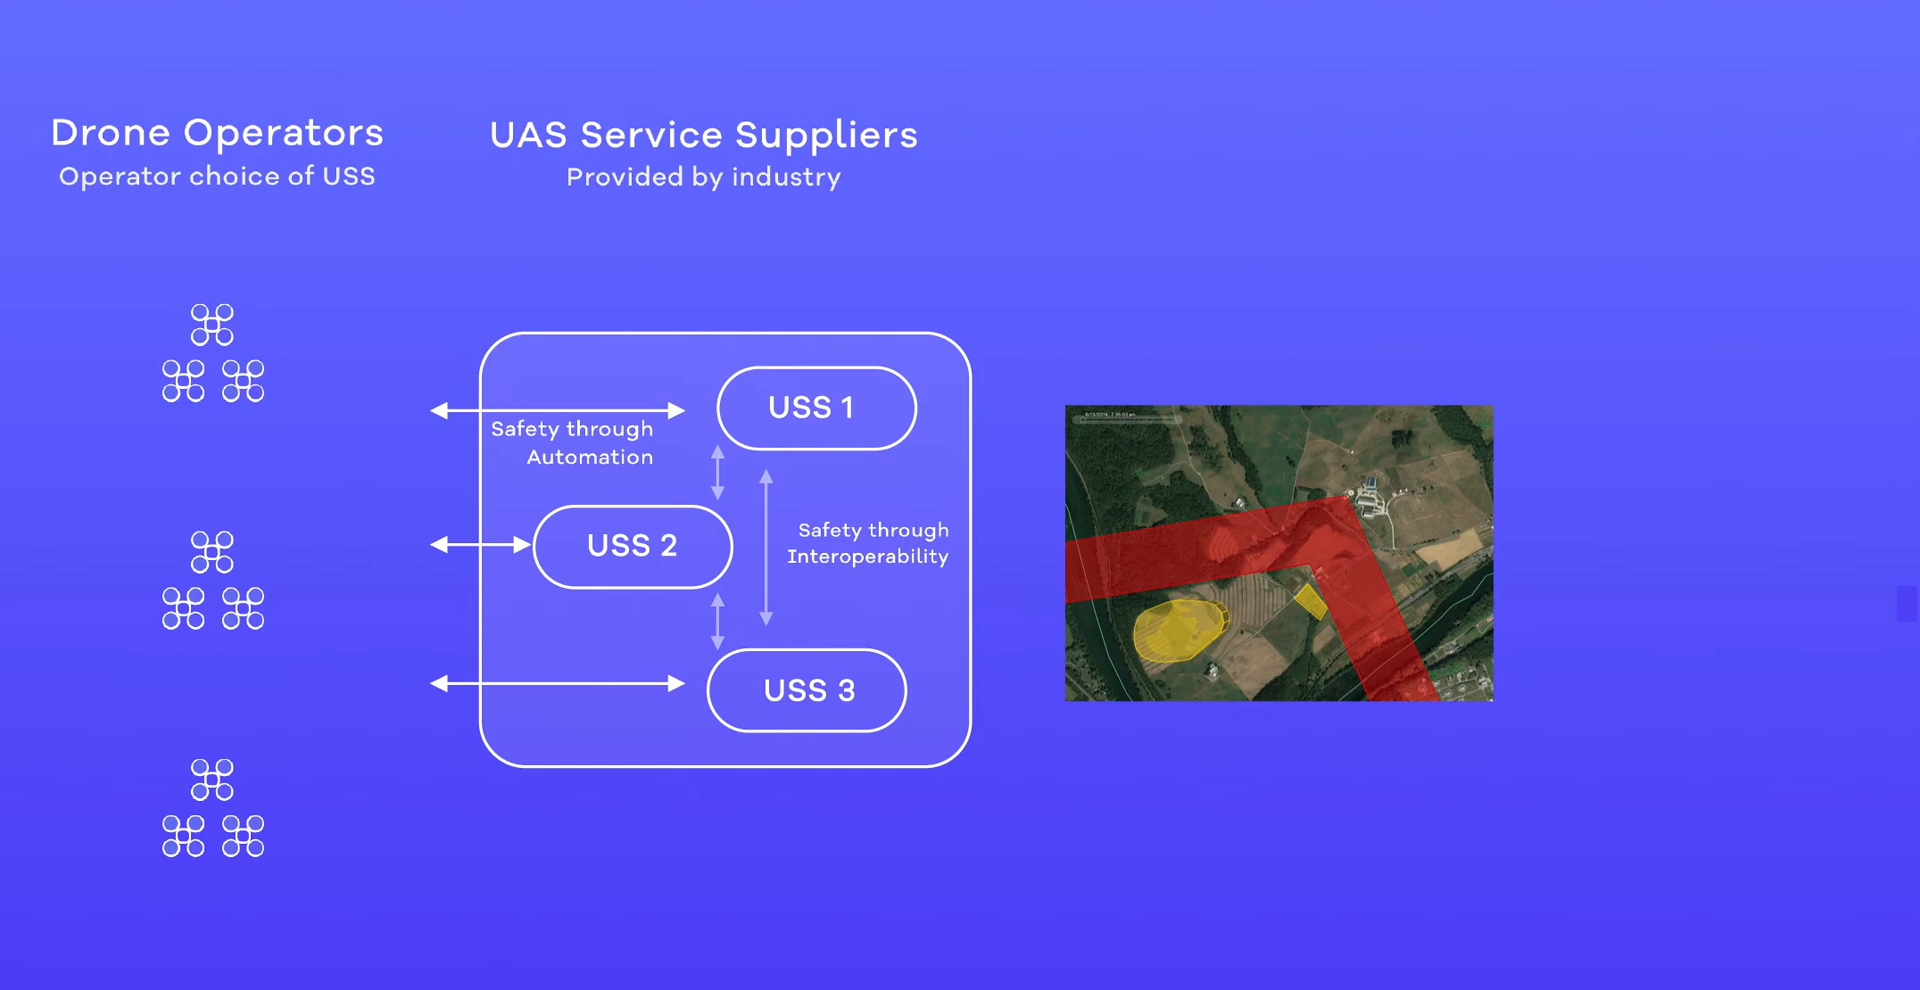 Drone Operators
Operator choice of USS
UAS Service Suppliers
Provided by industry
USS 1
Safety through
Automation
USS 2
Safety through
Interoperability
USS 3